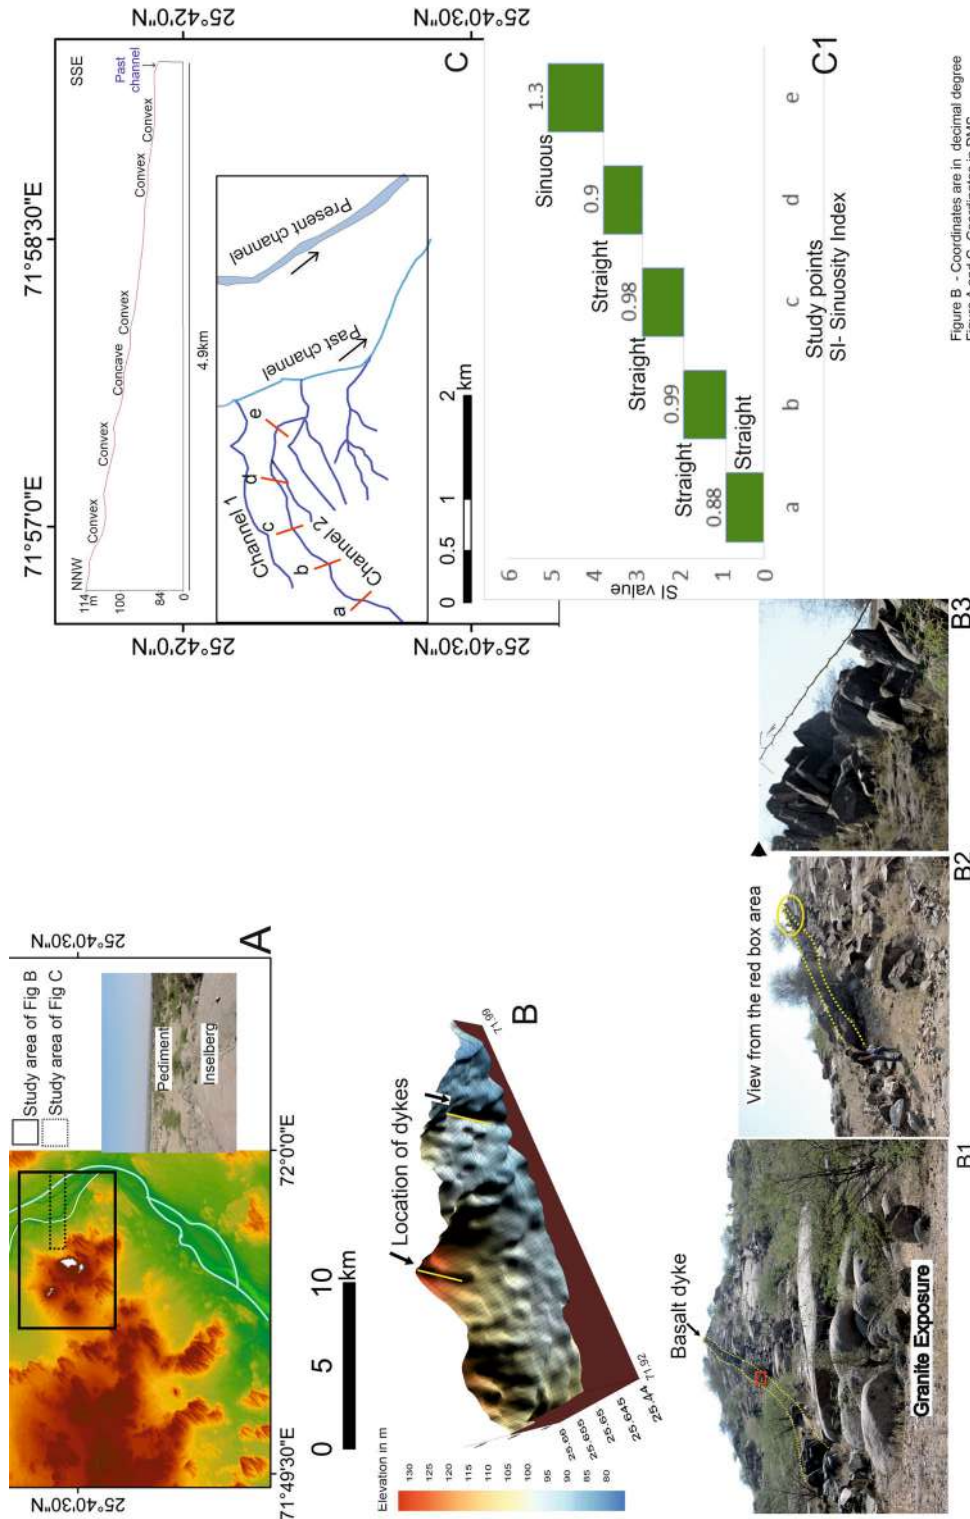 25°40'30"N
25°40'30"N
71°49'30"E
72°0'0"E
Study area of Fig B
Study area of Fig C
Pediment
Inselberg
0 5 10
km
A
Elevation in m
130
125
120
115
110
105
100
95
90
85
80
Location of dykes
71.99
71.92
25.66
25.655
25.65
25.645
B
Basalt dyke
Granite Exposure
B1
View from the red box area
B2
B3
71°57'0"E
71°58'30"E
25°42'0"N
25°42'0"N
25°40'30"N
25°40'30"N
NNW
SSE
114
m
100
84
0
Convex
Convex
Concave
Convex
Convex
Convex
Past
channel
4.9km
C
Channel 1
Channel 2
a
b
c
d
e
Past channel
Present channel
0 0.5 1 2
km
SI value
6
5
4
3
2
1
0
0.88
Straight
0.99
Straight
0.98
Straight
0.9
Straight
1.3
Sinuous
a b c d e
Study points
SI- Sinuosity Index
C1
Figure B - Coordinates are in decimal degree
Figure A and C- Coordinates in DMS